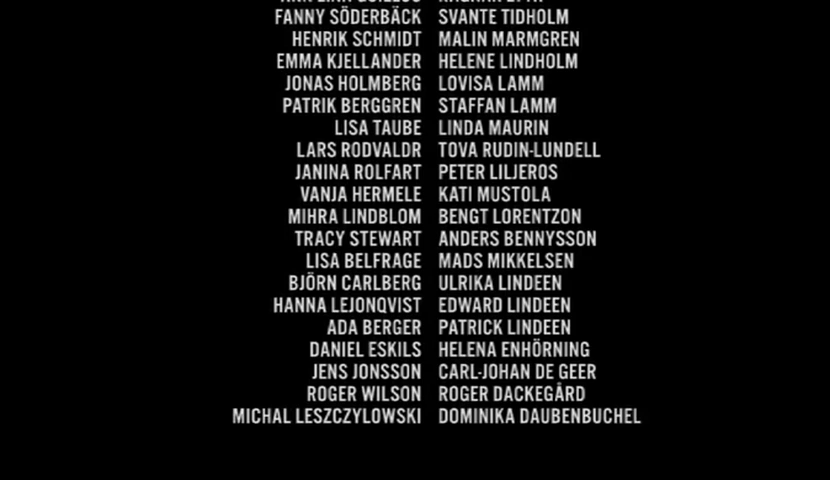 FANNY SÖDERBÄCK SVANTE TIDHOLM
HENRIK SCHMIDT MALIN MARMGREN
EMMA KJELLANDER HELENE LINDHOLM
JONAS HOLMBERG LOVISA LAMM
PATRIK BERGGREN STAFFAN LAMM
LISA TAUBE LINDA MAURIN
LARS RODVALDR TOVA RUDIN-LUNDELL
JANINA ROLFART PETER LILJEROS
VANJA HERMELE KATI MUSTOLA
MIHRA LINDBLOM BENGT LORENTZON
TRACY STEWART ANDERS BENNYSSON
LISA BELFRAGE MADS MIKKELSEN
BJÖRN CARLBERG ULRIKA LINDEEN
HANNA LEJONQVIST EDWARD LINDEEN
ADA BERGER PATRICK LINDEEN
DANIEL ESKILS HELENA ENHÖRNING
JENS JONSSON CARL-JOHAN DE GEER
ROGER WILSON ROGER DACKEGÅRD
MICHAL LESZCZYLOWSKI DOMINIKA DAUBENBUCHEL